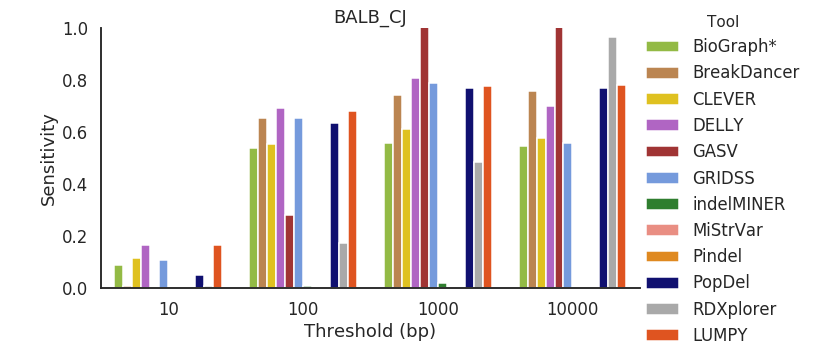 BALB_CJ
Sensitivity
1.0
0.8
0.6
0.4
0.2
0.0
10
100
1000
10000
Threshold (bp)
Tool
BioGraph*
BreakDancer
CLEVER
DELLY
GASV
GRIDSS
indelMINER
MiStrVar
Pindel
PopDel
RDXplorer
LUMPY